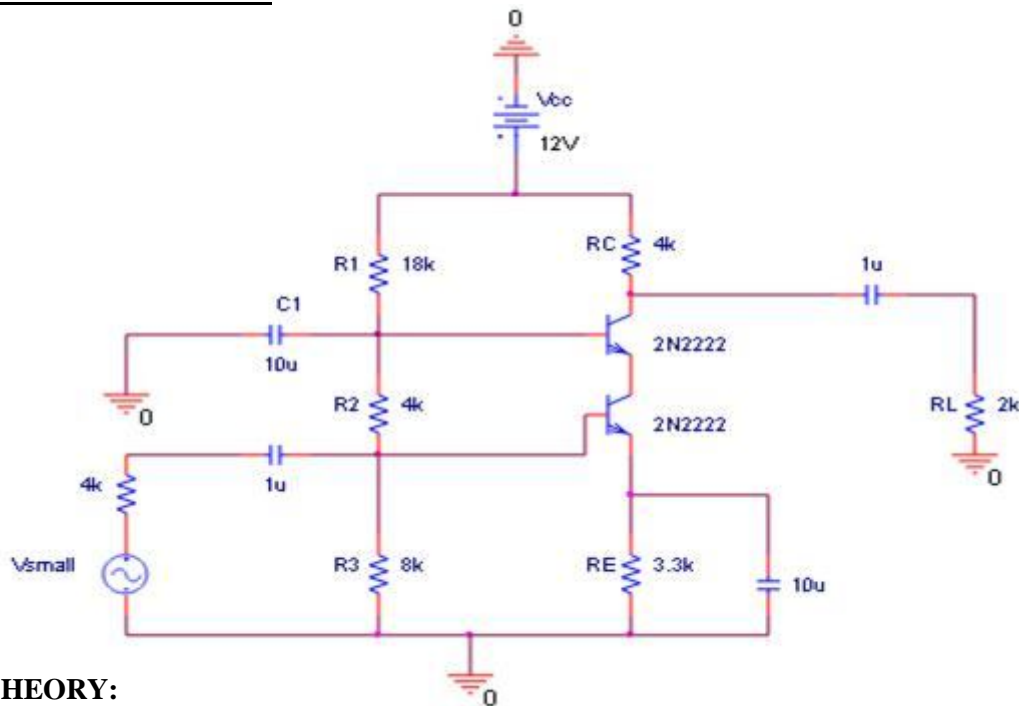 0
Vcc
12V
R1 18k
RC 4k
1u
C1
10u
2N2222
0
R2 4k
2N2222
RL 2k
0
4k
1u
Vsmall
R3 8k
RE 3.3k
10u
0
HEORY: